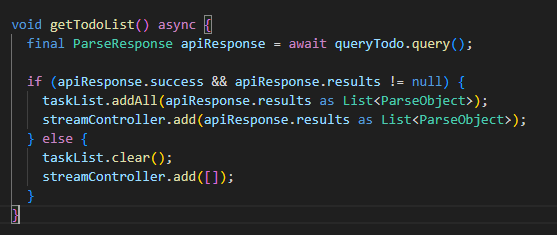 void getTodoList() async {
  final ParseResponse apiResponse = await queryTodo.query();

  if (apiResponse.success && apiResponse.results != null) {
    taskList.addAll(apiResponse.results as List<ParseObject>);
    streamController.add(apiResponse.results as List<ParseObject>);
  } else {
    taskList.clear();
    streamController.add([]);
  }
}